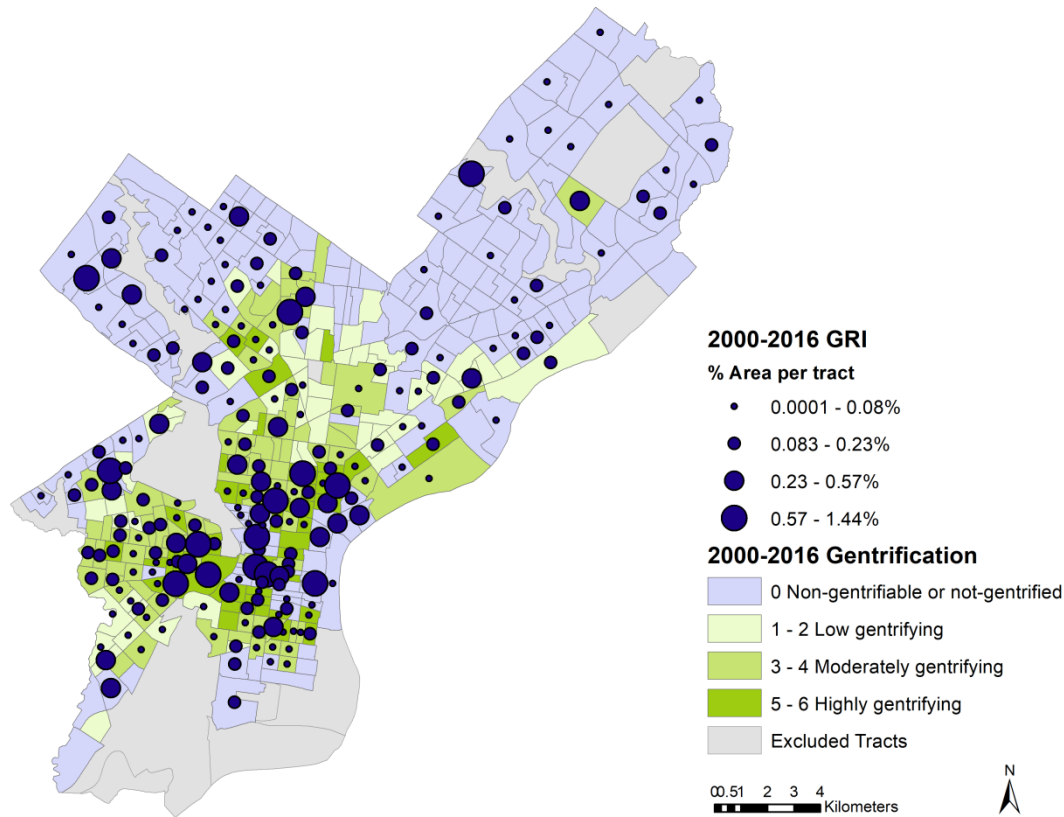 2000-2016 GRI
% Area per tract
0.0001 - 0.08%
0.083 - 0.23%
0.23 - 0.57%
0.57 - 1.44%
2000-2016 Gentrification
0 Non-gentrifiable or not-gentrified
1 - 2 Low gentrifying
3 - 4 Moderately gentrifying
5 - 6 Highly gentrifying
Excluded Tracts
N
00.51 2 3 4
Kilometers